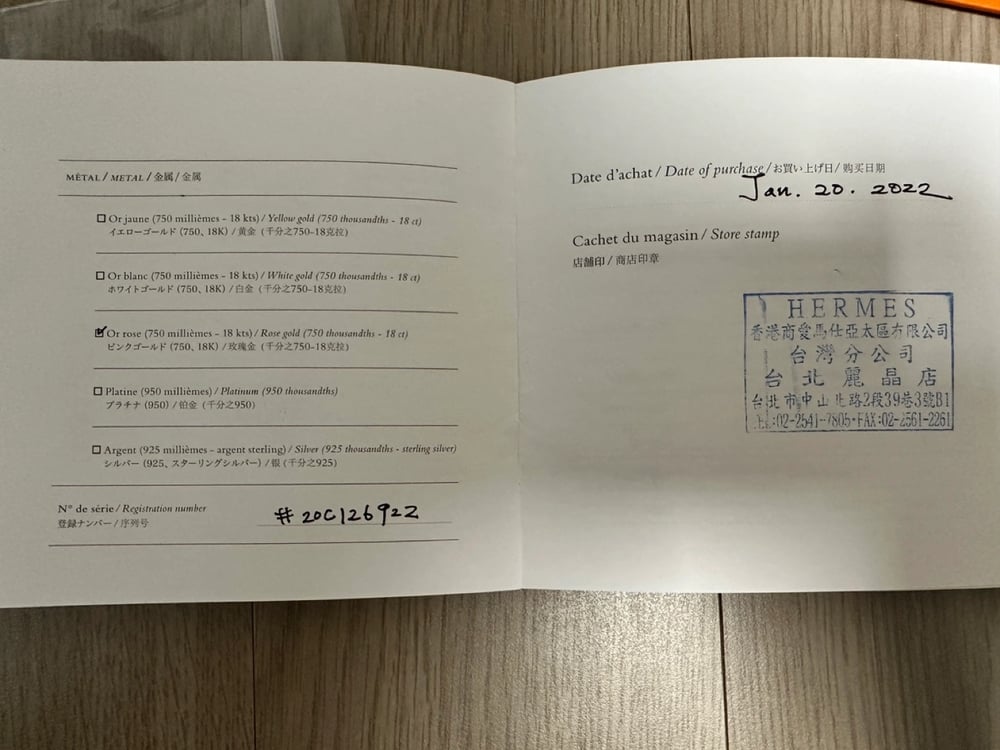 MÉTAL / METAL / 金属 / 金属
Or jaune (750 millièmes - 18 kts) / Yellow gold (750 thousandths - 18 ct)
イエローゴールド (750、18K) / 黄金 (千分之750-18克拉)
Or blanc (750 millièmes - 18 kts) / White gold (750 thousandths - 18 ct)
ホワイトゴールド (750、18K) / 白金 (千分之750-18克拉)
Or rose (750 millièmes - 18 kts) / Rose gold (750 thousandths - 18 ct)
ピンクゴールド (750、18K) / 玫瑰金 (千分之750-18克拉)
Platine (950 millièmes) / Platinum (950 thousandths)
プラチナ (950) / 铂金 (千分之950)
Argent (925 millièmes - argent sterling) / Silver (925 thousandths - sterling silver)
シルバー (925、スターリングシルバー) / 银 (千分之925)
N° de série / Registration number
登録ナンバー / 序列号
# 20C126922
Date d'achat / Date of purchase / お買い上げ日 / 购买日期
Jan. 20. 2022
Cachet du magasin / Store stamp
店舗印 / 商店印章
HERMES
香港商愛馬仕亞太區有限公司
台灣分公司
台北麗晶店
台北市中山北路2段39巷3號B1
:02-2541-7805·FAX:02-2561-2261